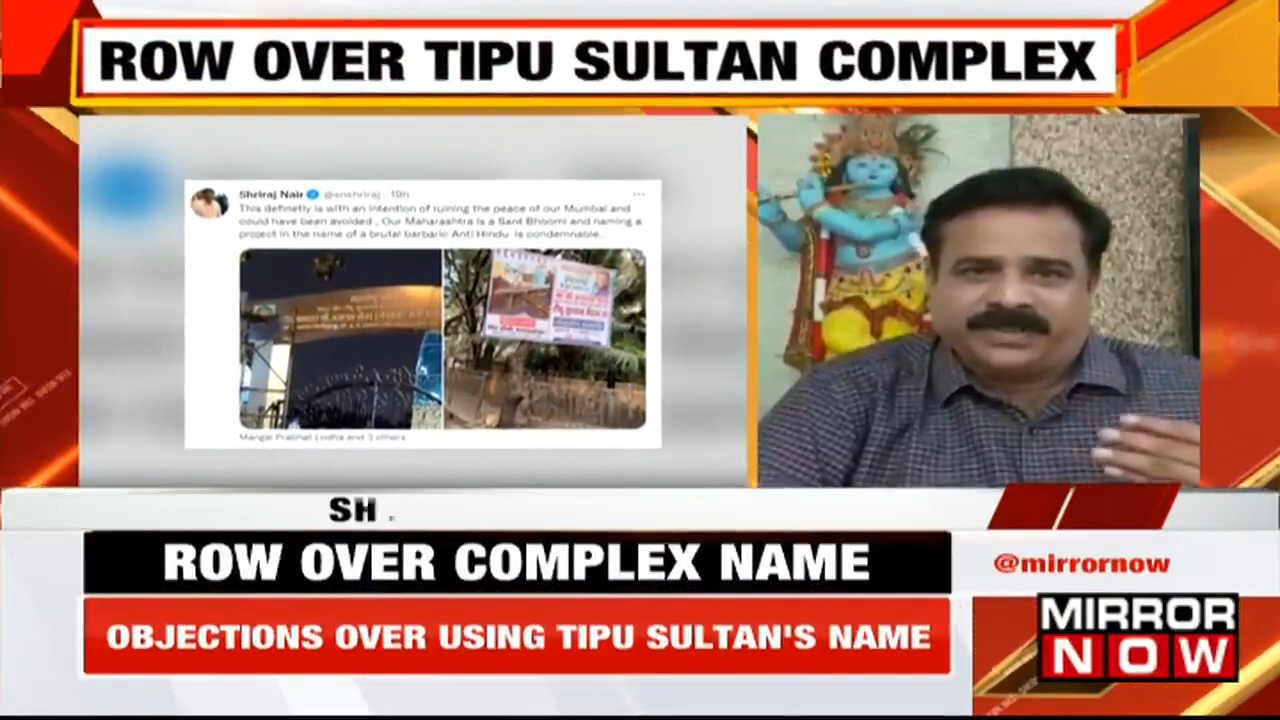 ROW OVER TIPU SULTAN COMPLEX
Shriraj Nair @snshriraj · 19h
This definetly is with an intention of ruining the peace of our Mumbai and
could have been avoided , Our Maharashtra is a Sant Bhoomi and naming a
project in the name of a brutal barbaric Anti Hindu is condemnable..
Mangal Prabhat Lodha and 3 others
SH
ROW OVER COMPLEX NAME
@mirrornow
OBJECTIONS OVER USING TIPU SULTAN'S NAME
MIRROR
NOW